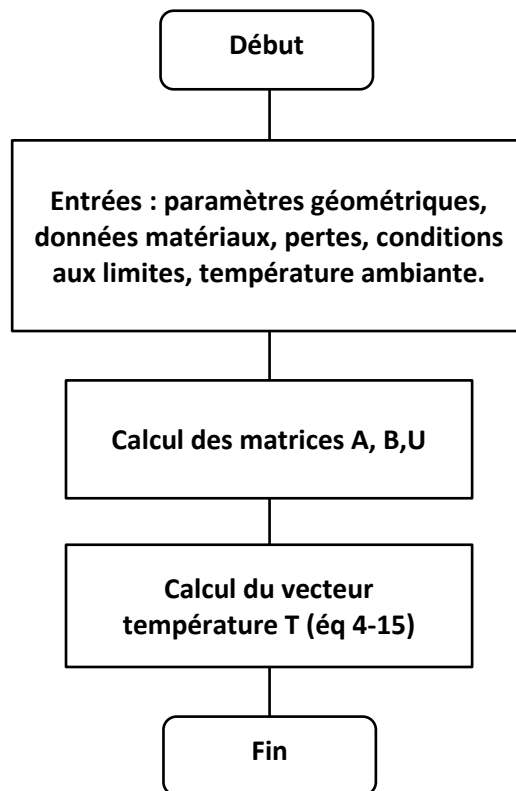 Début
Entrées : paramètres géométriques,
données matériaux, pertes, conditions
aux limites, température ambiante.
Calcul des matrices A, B,U
Calcul du vecteur
température T (éq 4-15)
Fin